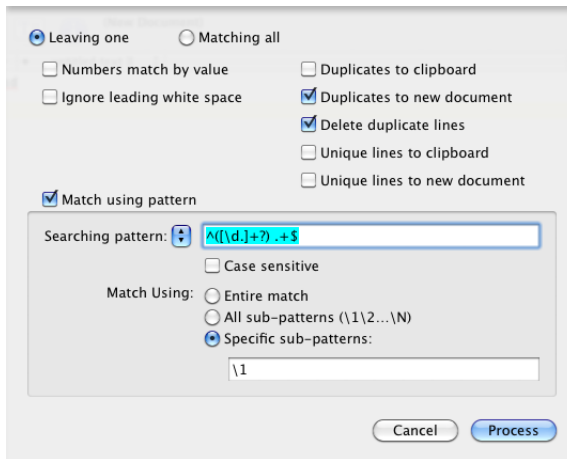 Leaving one Matching all
Numbers match by value Duplicates to clipboard
Ignore leading white space Duplicates to new document
Delete duplicate lines
Unique lines to clipboard
Unique lines to new document
Match using pattern
Searching pattern: ^([\d.]+?) .+$
Case sensitive
Match Using: Entire match
All sub-patterns (\1\2...\N)
Specific sub-patterns:
\1
Cancel Process